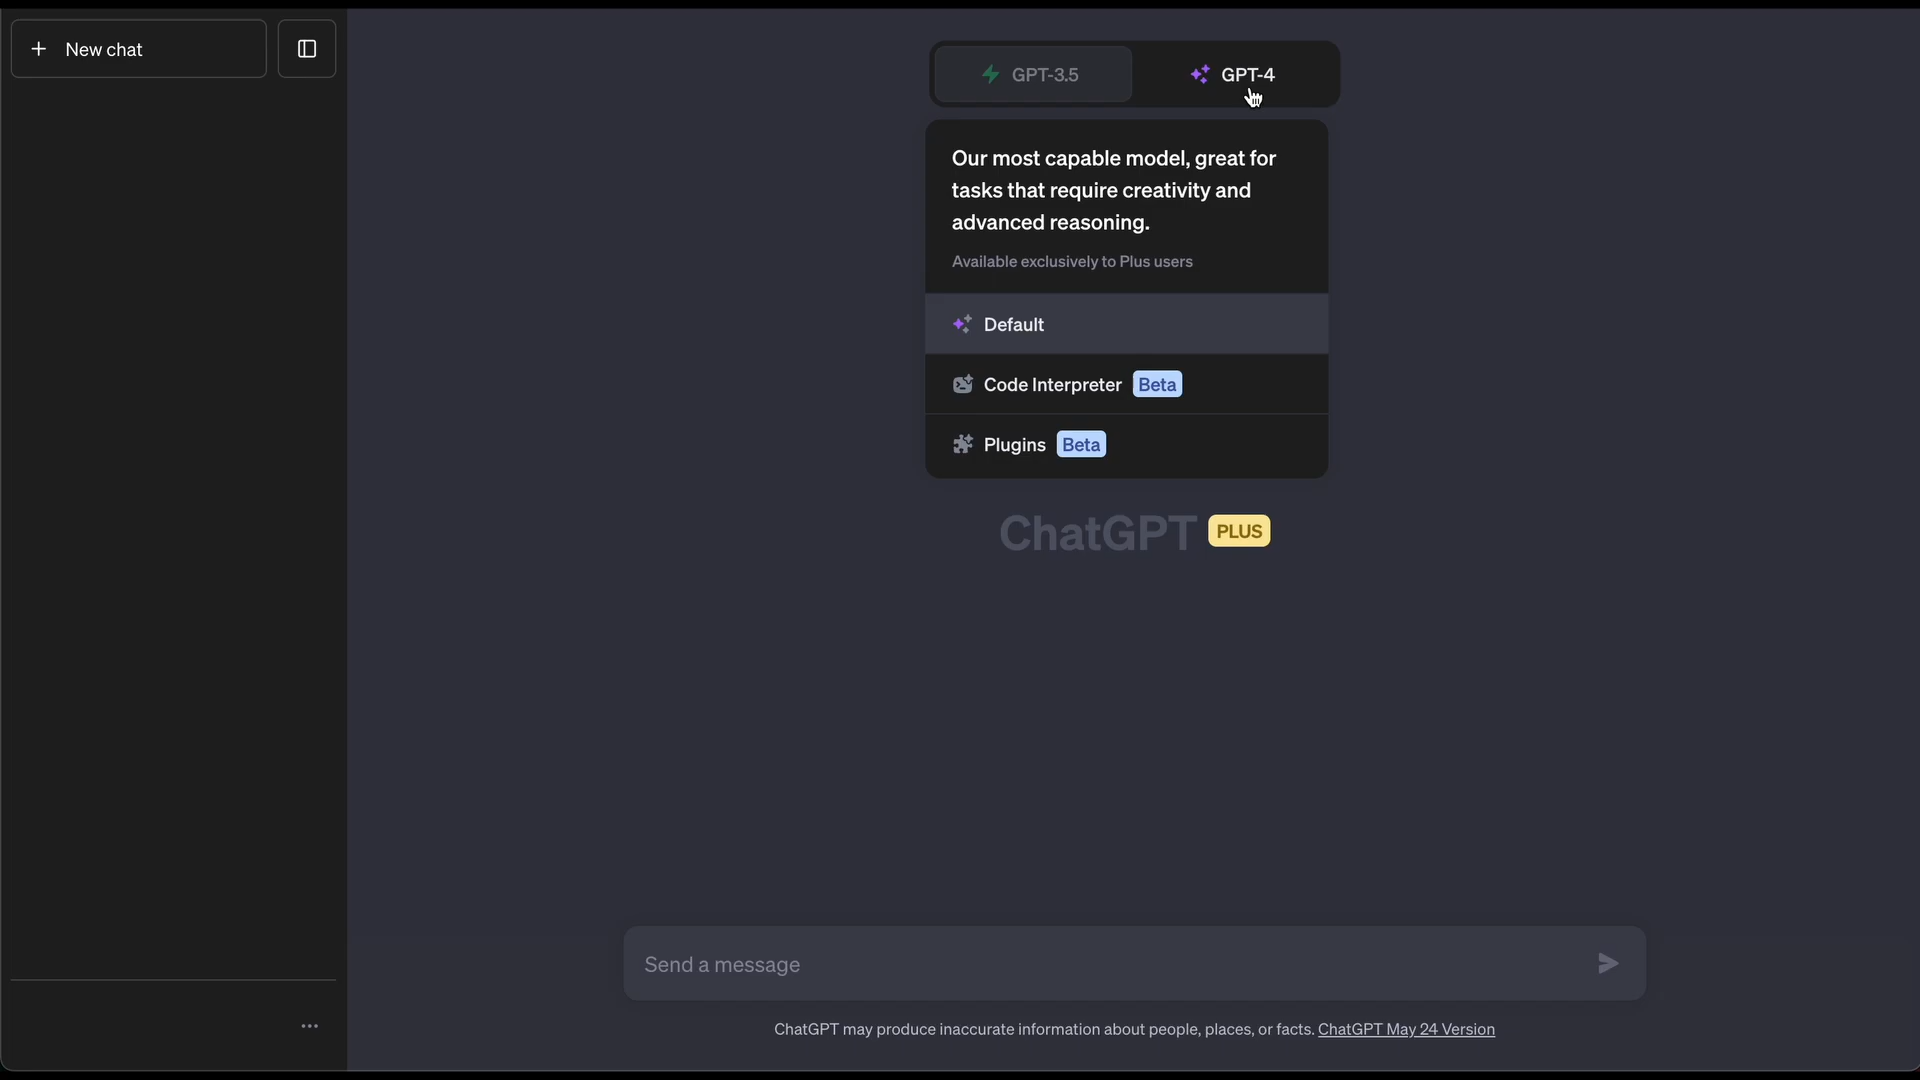 New chat
GPT-3.5
GPT-4
Our most capable model, great for
tasks that require creativity and
advanced reasoning.
Available exclusively to Plus users
Default
Code Interpreter Beta
Plugins Beta
ChatGPT PLUS
Send a message
ChatGPT may produce inaccurate information about people, places, or facts. ChatGPT May 24 Version